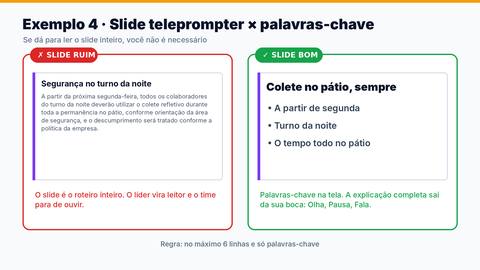 Exemplo 4 · Slide teleprompter × palavras-chave
Se dá para ler o slide inteiro, você não é necessário
✗ SLIDE RUIM
Segurança no turno da noite
A partir da próxima segunda-feira, todos os colaboradores
do turno da noite deverão utilizar o colete refletivo durante
toda a permanência no pátio, conforme orientação da área
de segurança, e o descumprimento será tratado conforme a
política da empresa.
O slide é o roteiro inteiro. O líder vira leitor e o time
para de ouvir.
✓ SLIDE BOM
Colete no pátio, sempre
• A partir de segunda
• Turno da noite
• O tempo todo no pátio
Palavras-chave na tela. A explicação completa sai
da sua boca: Olha, Pausa, Fala.
Regra: no máximo 6 linhas e só palavras-chave